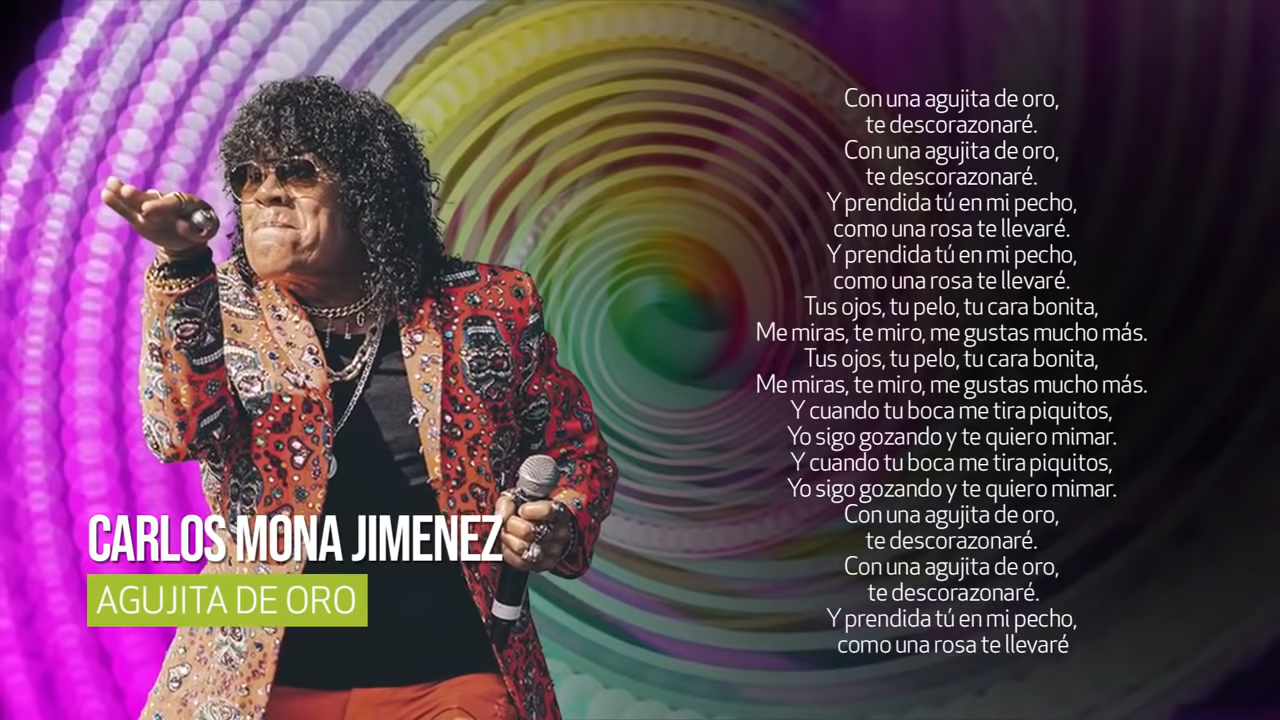 CARLOS MONA JIMENEZ
AGUJITA DE ORO
Con una agujita de oro,
te descorazonaré.
Con una agujita de oro,
te descorazonaré.
Y prendida tú en mi pecho,
como una rosa te llevaré.
Y prendida tú en mi pecho,
como una rosa te llevaré.
Tus ojos, tu pelo, tu cara bonita,
Me miras, te miro, me gustas mucho más.
Tus ojos, tu pelo, tu cara bonita,
Me miras, te miro, me gustas mucho más.
Y cuando tu boca me tira piquitos,
Yo sigo gozando y te quiero mimar.
Y cuando tu boca me tira piquitos,
Yo sigo gozando y te quiero mimar.
Con una agujita de oro,
te descorazonaré.
Con una agujita de oro,
te descorazonaré.
Y prendida tú en mi pecho,
como una rosa te llevaré